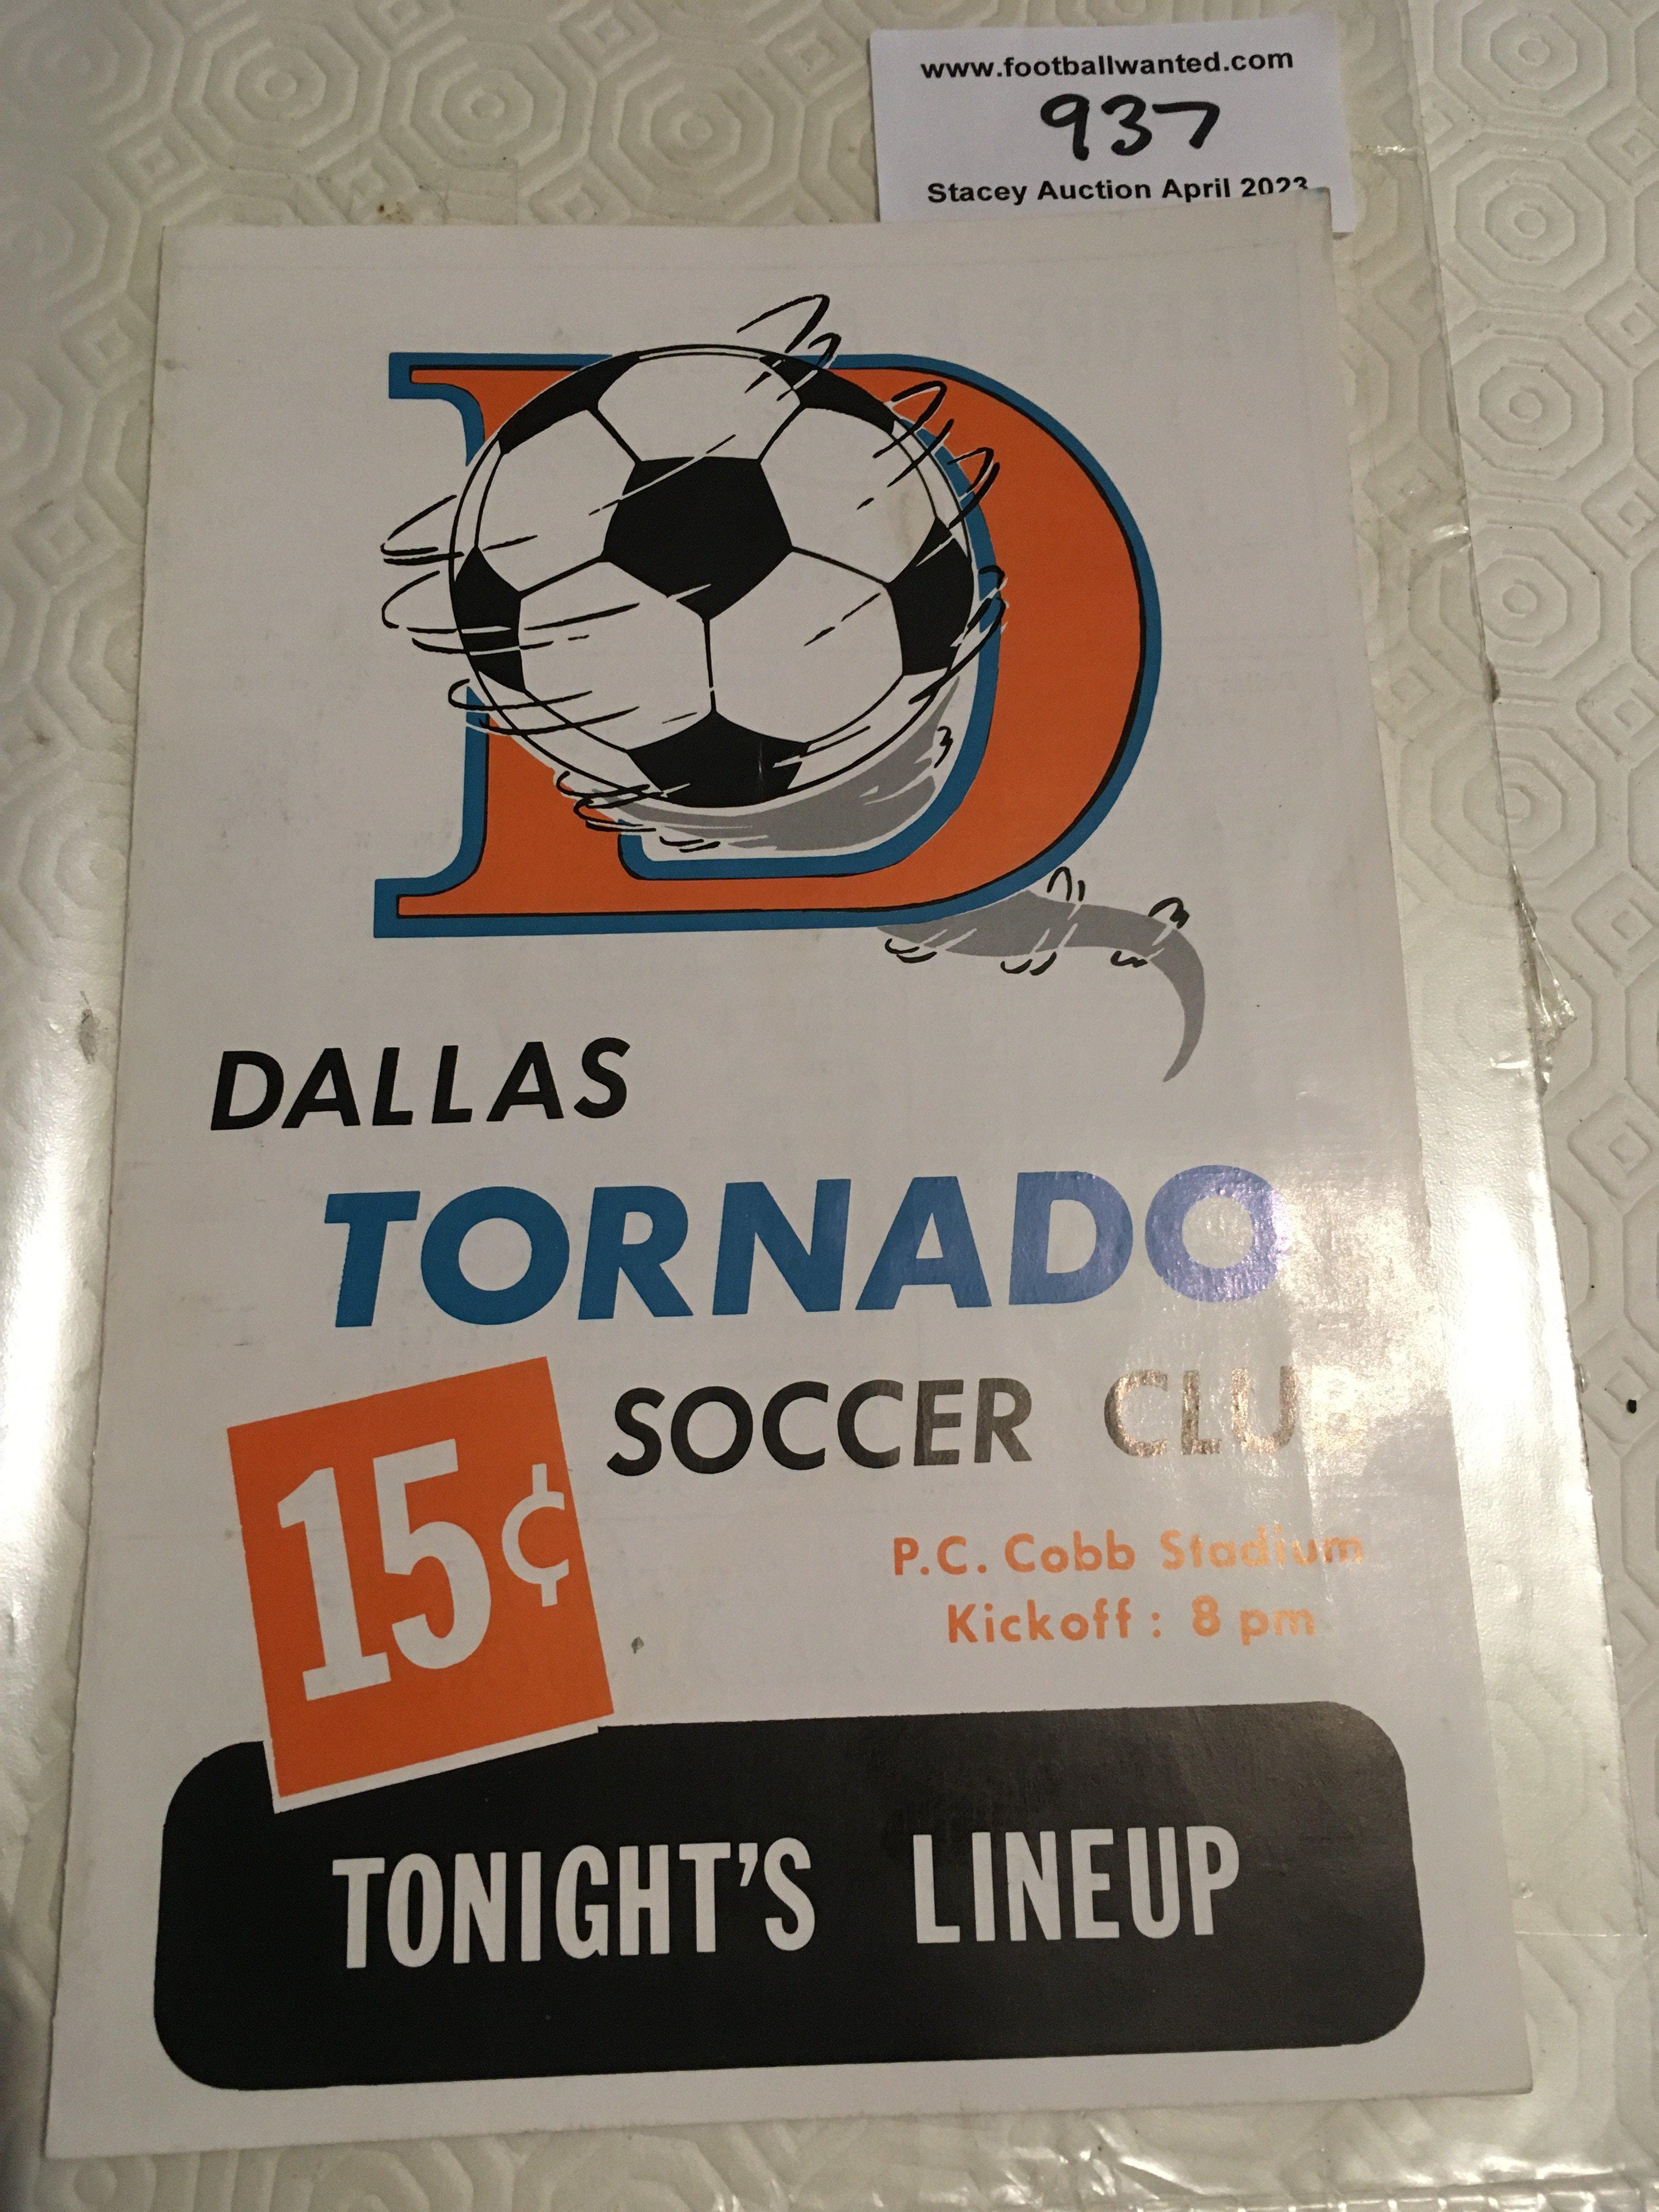 www.footballwanted.com
937
Stacey Auction April 2023
D
DALLAS
TORNADO
SOCCER CLUB
15¢
P.C. Cobb Stadium
Kickoff: 8 pm
TONIGHT'S LINEUP